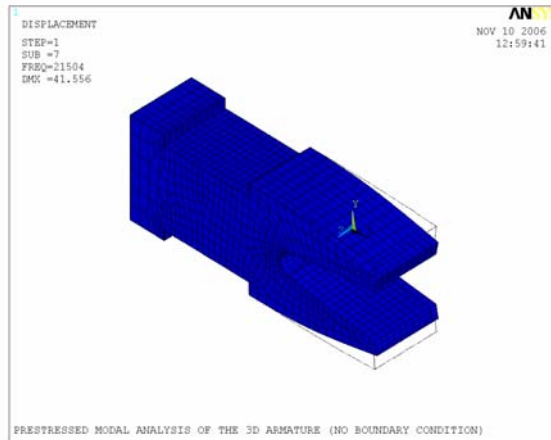 1
DISPLACEMENT
STEP=1
SUB =7
FREQ=21504
DMX =41.556
ANSYS
NOV 10 2006
12:59:41
Y
Z
PRESTRESSED MODAL ANALYSIS OF THE 3D ARMATURE (NO BOUNDARY CONDITION)